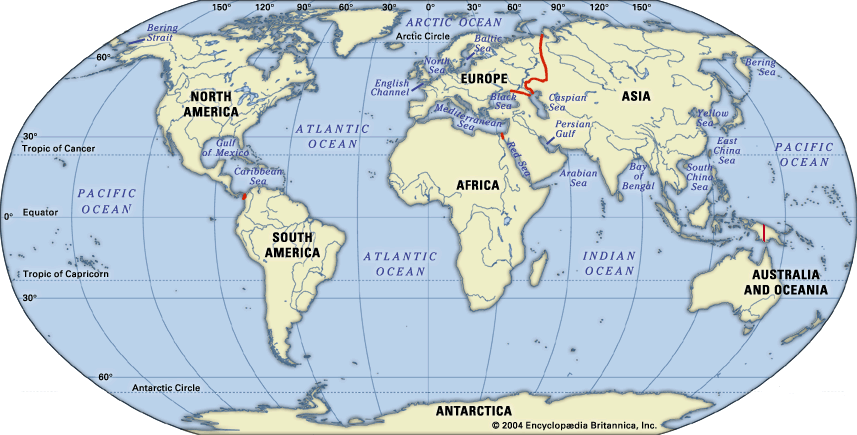 150° 120° 90° 60° 30° 0° 30° 60° 90° 120° 150°
ARCTIC OCEAN
Arctic Circle
Bering
Strait
60°
Baltic
Sea
North
Sea
EUROPE
English
Channel
Bering
Sea
NORTH
AMERICA
ASIA
Black
Sea
Caspian
Sea
Mediterranean
Sea
Yellow
Sea
Persian
Gulf
ATLANTIC
OCEAN
30°
Tropic of Cancer
Gulf
of Mexico
East
China
Sea
PACIFIC
OCEAN
Red Sea
Caribbean
Sea
Arabian
Sea
Bay
of
Bengal
South
China
Sea
AFRICA
PACIFIC
OCEAN
Equator
0°
SOUTH
AMERICA
ATLANTIC
OCEAN
INDIAN
OCEAN
Tropic of Capricorn
AUSTRALIA
AND OCEANIA
30°
60°
Antarctic Circle
ANTARCTICA
© 2004 Encyclopædia Britannica, Inc.